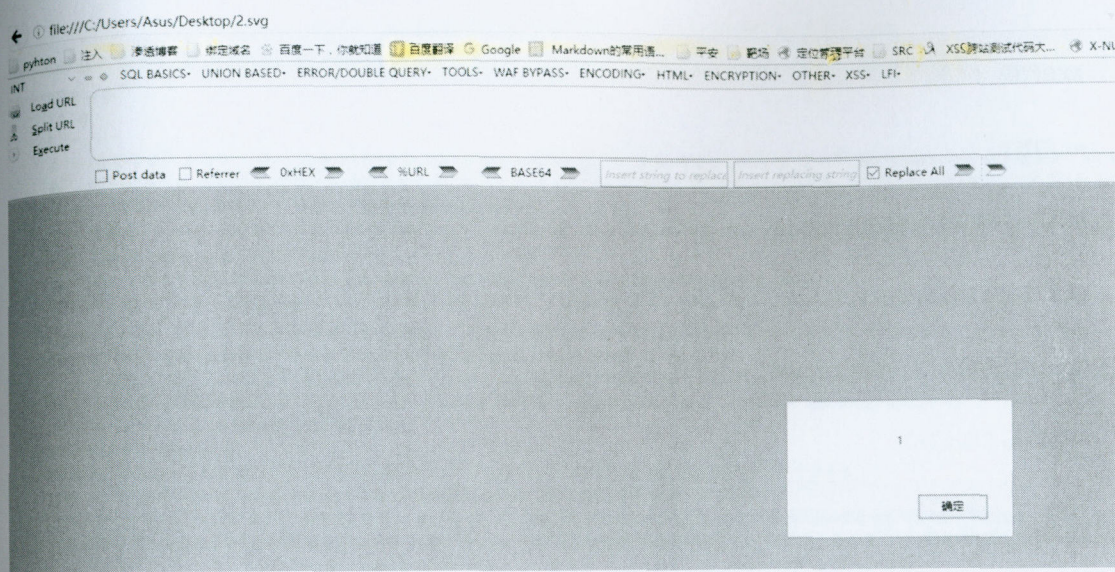 file:///C:/Users/Asus/Desktop/2.svg
pyhton 注入 渗透博客 绑定域名 百度一下,你就知道 百度翻译 G Google Markdown的常用语... 平安 靶场 定位管理平台 SRC XSS跨站测试代码大... X-NU
INT SQL BASICS UNION BASED ERROR/DOUBLE QUERY TOOLS WAF BYPASS ENCODING HTML ENCRYPTION OTHER XSS LFI
Load URL
Split URL
Execute
Post data Referrer 0xHEX %URL BASE64 Insert string to replace Insert replacing string Replace All
1
确定